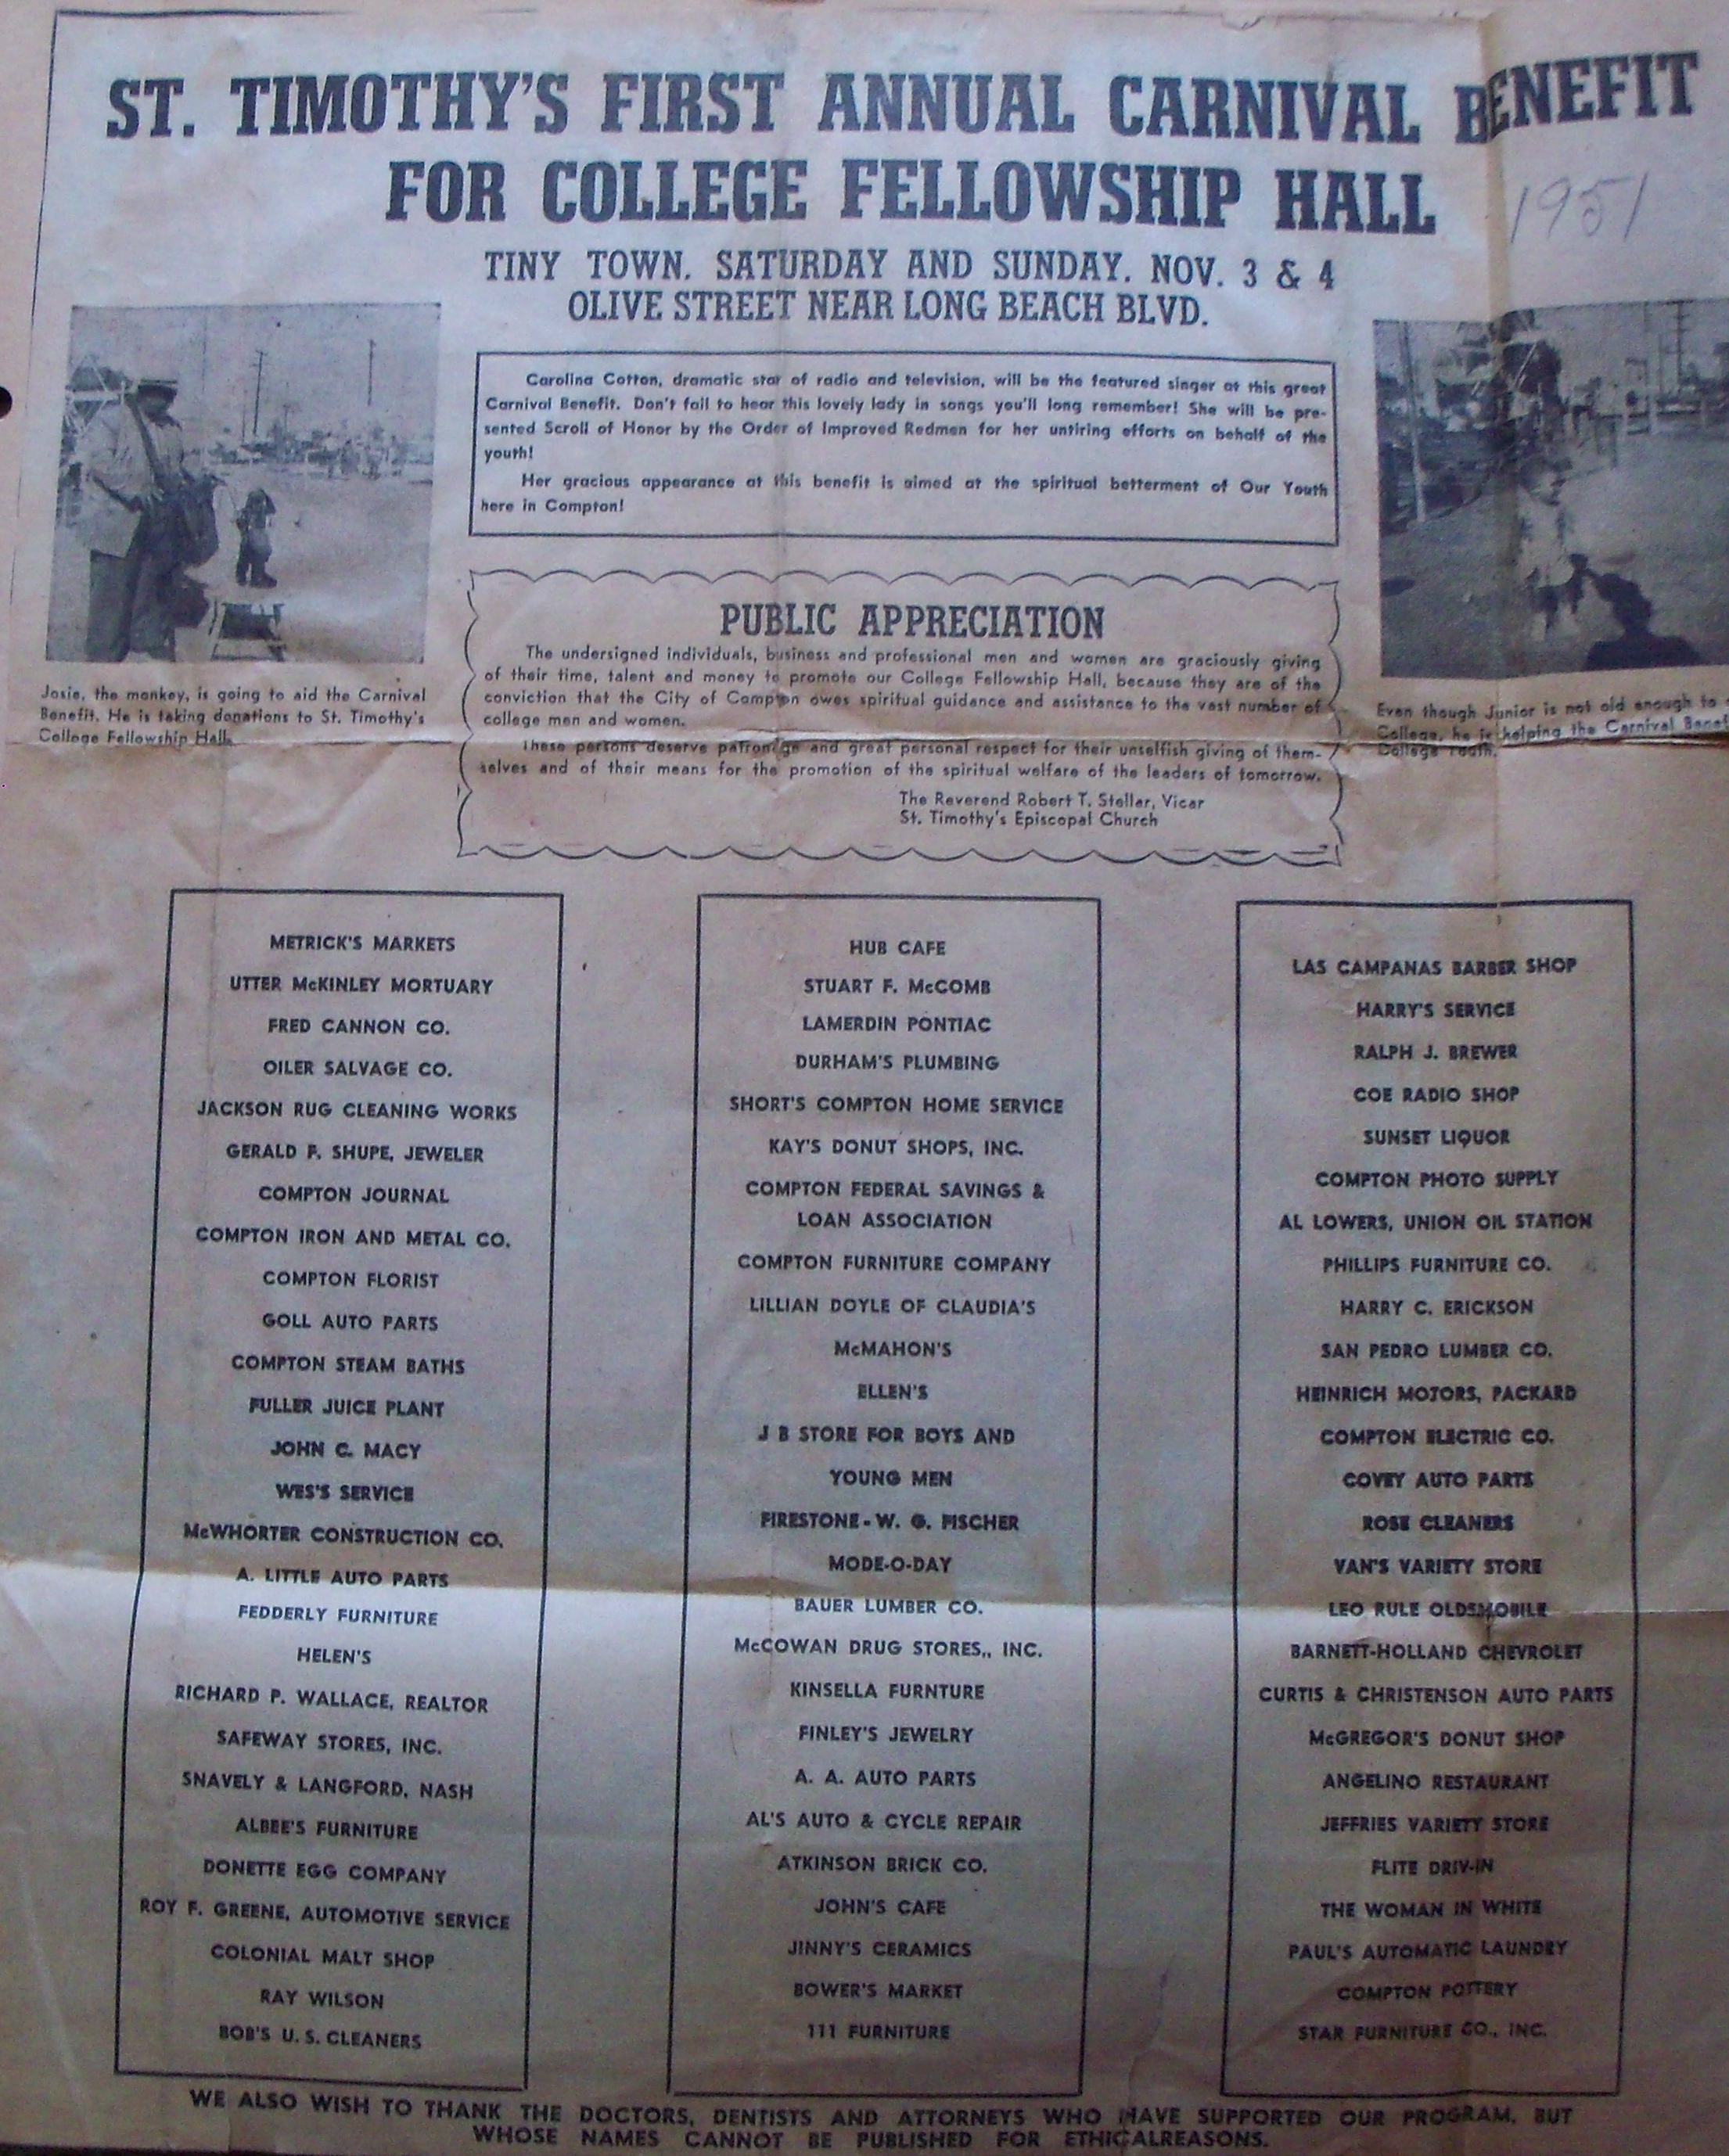 ST. TIMOTHY'S FIRST ANNUAL CARNIVAL BENEFIT
FOR COLLEGE FELLOWSHIP HALL
1951
TINY TOWN. SATURDAY AND SUNDAY. NOV. 3 & 4
OLIVE STREET NEAR LONG BEACH BLVD.
Carolina Cotton, dramatic star of radio and television, will be the featured singer at this great
Carnival Benefit. Don't fail to hear this lovely lady in songs you'll long remember! She will be pre-
sented Scroll of Honor by the Order of Improved Redmen for her untiring efforts on behalf of the
youth!
Her gracious appearance at this benefit is aimed at the spiritual betterment of Our Youth
here in Compton!
Josie, the monkey, is going to aid the Carnival
Benefit. He is taking donations to St. Timothy's
College Fellowship Hall.
PUBLIC APPRECIATION
The undersigned individuals, business and professional men and women are graciously giving
of their time, talent and money to promote our College Fellowship Hall, because they are of the
conviction that the City of Compton owes spiritual guidance and assistance to the vast number of
college men and women.
These persons deserve patronage and great personal respect for their unselfish giving of them-
selves and of their means for the promotion of the spiritual welfare of the leaders of tomorrow.
The Reverend Robert T. Stellar, Vicar
St. Timothy's Episcopal Church
Even though Junior is not old enough to
College, he is helping the Carnival
College Youth.
METRICK'S MARKETS
UTTER McKINLEY MORTUARY
FRED CANNON CO.
OILER SALVAGE CO.
JACKSON RUG CLEANING WORKS
GERALD F. SHUPE, JEWELER
COMPTON JOURNAL
COMPTON IRON AND METAL CO.
COMPTON FLORIST
GOLL AUTO PARTS
COMPTON STEAM BATHS
FULLER JUICE PLANT
JOHN C. MACY
WES'S SERVICE
McWHORTER CONSTRUCTION CO.
A. LITTLE AUTO PARTS
FEDDERLY FURNITURE
HELEN'S
RICHARD P. WALLACE, REALTOR
SAFEWAY STORES, INC.
SNAVELY & LANGFORD, NASH
ALBEE'S FURNITURE
DONETTE EGG COMPANY
ROY F. GREENE, AUTOMOTIVE SERVICE
COLONIAL MALT SHOP
RAY WILSON
BOB'S U. S. CLEANERS
HUB CAFE
STUART F. McCOMB
LAMERDIN PONTIAC
DURHAM'S PLUMBING
SHORT'S COMPTON HOME SERVICE
KAY'S DONUT SHOPS, INC.
COMPTON FEDERAL SAVINGS &
LOAN ASSOCIATION
COMPTON FURNITURE COMPANY
LILLIAN DOYLE OF CLAUDIA'S
McMAHON'S
ELLEN'S
J B STORE FOR BOYS AND
YOUNG MEN
FIRESTONE - W. G. FISCHER
MODE-O-DAY
BAUER LUMBER CO.
McCOWAN DRUG STORES,, INC.
KINSELLA FURNTURE
FINLEY'S JEWELRY
A. A. AUTO PARTS
AL'S AUTO & CYCLE REPAIR
ATKINSON BRICK CO.
JOHN'S CAFE
JINNY'S CERAMICS
BOWER'S MARKET
111 FURNITURE
LAS CAMPANAS BARBER SHOP
HARRY'S SERVICE
RALPH J. BREWER
COE RADIO SHOP
SUNSET LIQUOR
COMPTON PHOTO SUPPLY
AL LOWERS, UNION OIL STATION
PHILLIPS FURNITURE CO.
HARRY C. ERICKSON
SAN PEDRO LUMBER CO.
HEINRICH MOTORS, PACKARD
COMPTON ELECTRIC CO.
COVEY AUTO PARTS
ROSE CLEANERS
VAN'S VARIETY STORE
LEO RULE OLDSMOBILE
BARNETT-HOLLAND CHEVROLET
CURTIS & CHRISTENSON AUTO PARTS
McGREGOR'S DONUT SHOP
ANGELINO RESTAURANT
JEFFRIES VARIETY STORE
FLITE DRIV-IN
THE WOMAN IN WHITE
PAUL'S AUTOMATIC LAUNDRY
COMPTON POTTERY
STAR FURNITURE CO., INC.
WE ALSO WISH TO THANK THE DOCTORS, DENTISTS AND ATTORNEYS WHO HAVE SUPPORTED OUR PROGRAM, BUT
WHOSE NAMES CANNOT BE PUBLISHED FOR ETHICALREASONS.